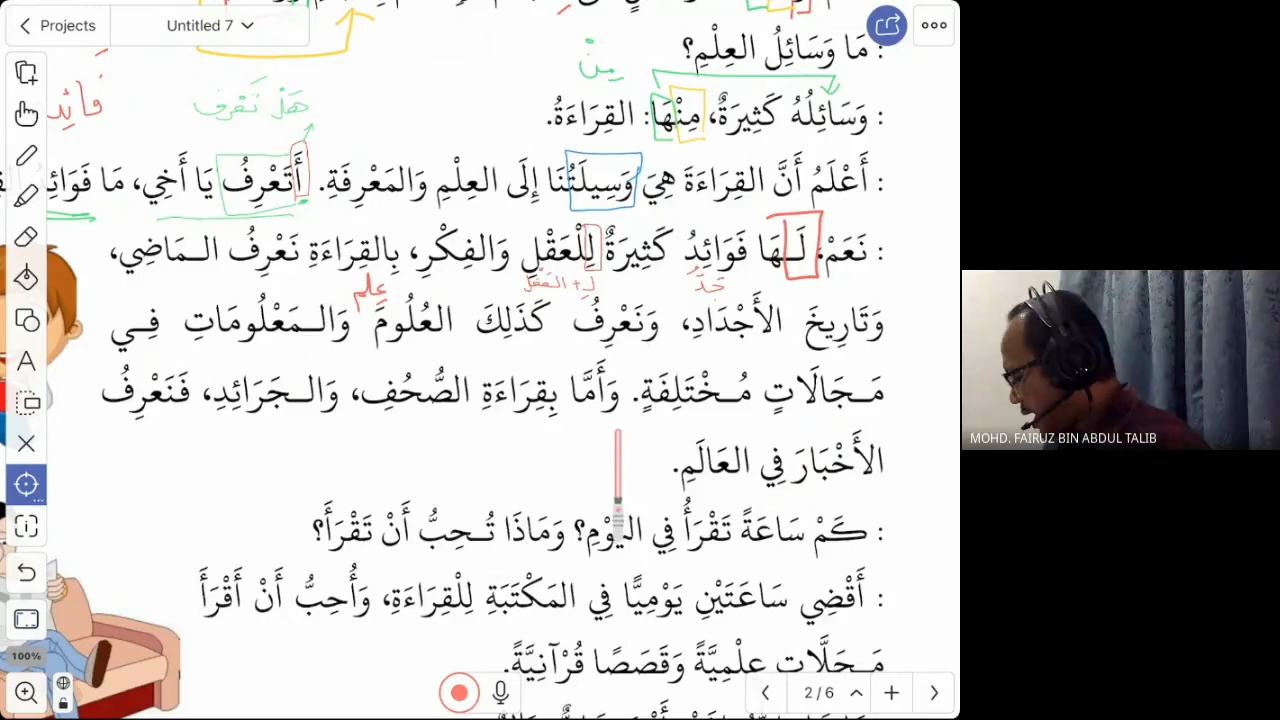 Projects
Untitled 7
: مَا وَسَائِلُ العِلْمِ؟
مِنْ
هَلْ تَعْرِف
فائِد
: وَسَائِلُهُ كَثِيرَةٌ، مِنْهَا: القِرَاءَةُ.
: أَعْلَمُ أَنَّ القِرَاءَةَ هِيَ وَسِيلَتُنَا إِلَى العِلْمِ وَالمَعْرِفَةِ. أَتَعْرِفُ يَا أَخِي، مَا فَوَائِ
: نَعَمْ، لَـهَا فَوَائِدُ كَثِيرَةٌ لِلْعَقْلِ وَالفِكْرِ، بِالقِرَاءَةِ نَعْرِفُ الـمَاضِي،
جَدّ
لِـ + العَقْل
عِلم
وَتَارِيخَ الأَجْدَادِ، وَنَعْرِفُ كَذَلِكَ العُلُومَ وَالـمَعْلُومَاتِ فِـي
مَـجَالَاتٍ مُـخْتَلِفَةٍ. وَأَمَّا بِقِرَاءَةِ الصُّحُفِ، وَالـجَرَائِدِ، فَنَعْرِفُ
الأَخْبَارَ فِي العَالَمِ.
: كَمْ سَاعَةً تَقْرَأُ فِي اليَوْمِ؟ وَمَاذَا تُـحِبُّ أَنْ تَقْرَأَ؟
: أَقْضِي سَاعَتَيْنِ يَوْمِيًّا فِي المَكْتَبَةِ لِلْقِرَاءَةِ، وَأُحِبُّ أَنْ أَقْرَأَ
مَـجَلَّاتٍ عِلْمِيَّةً وَقَصَصًا قُرْآنِيَّةً.
100%
2/6
MOHD. FAIRUZ BIN ABDUL TALIB